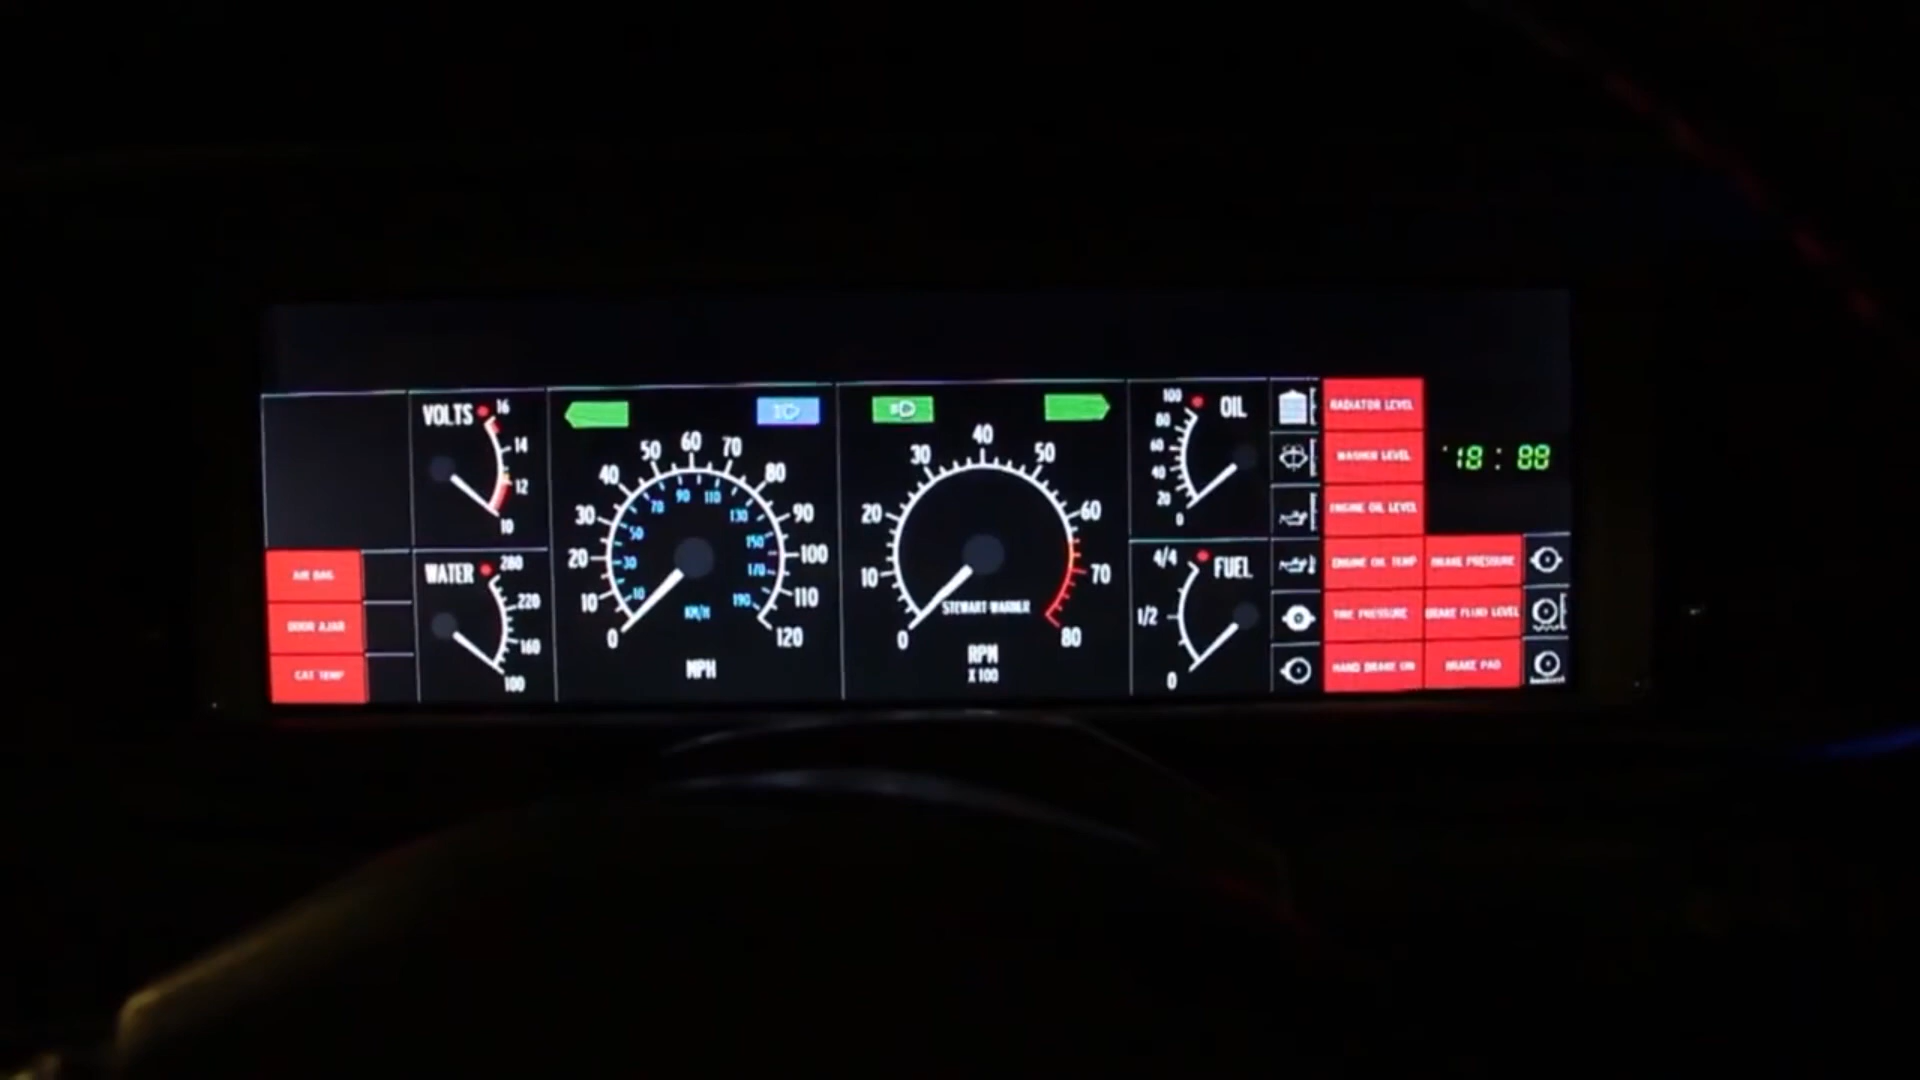 VOLTS
16
14
12
10
WATER
280
220
160
100
AIR BAG
DOOR AJAR
CAT TEMP
0
10
20
30
40
50
60
70
80
90
100
110
120
10
30
50
70
90
110
130
150
170
190
KM/H
MPH
0
10
20
30
40
50
60
70
80
STEWART-WARNER
RPM
X100
OIL
100
80
60
40
20
0
FUEL
4/4
1/2
0
RADIATOR LEVEL
WASHER LEVEL
ENGINE OIL LEVEL
18:88
ENGINE OIL TEMP
BRAKE PRESSURE
TIRE PRESSURE
BRAKE FLUID LEVEL
HAND BRAKE ON
BRAKE PAD